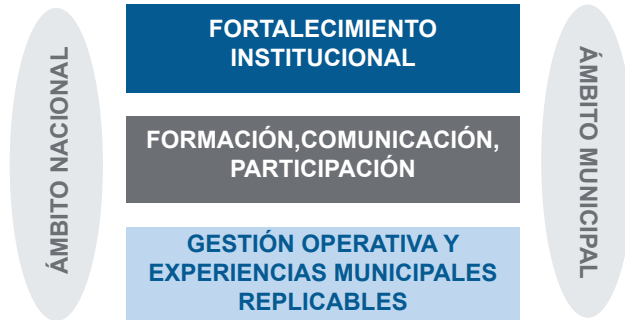 ÁMBITO NACIONAL
FORTALECIMIENTO
INSTITUCIONAL
FORMACIÓN,COMUNICACIÓN,
PARTICIPACIÓN
GESTIÓN OPERATIVA Y
EXPERIENCIAS MUNICIPALES
REPLICABLES
ÁMBITO MUNICIPAL